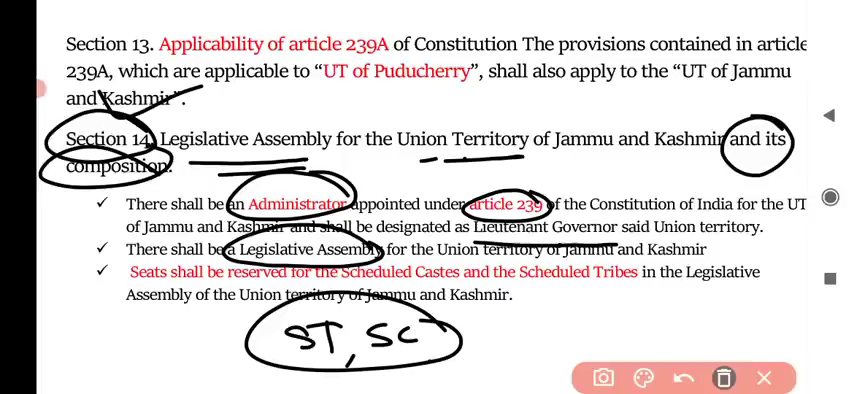 Section 13. Applicability of article 239A of Constitution The provisions contained in article
239A, which are applicable to “UT of Puducherry”, shall also apply to the “UT of Jammu
and Kashmir”.
Section 14. Legislative Assembly for the Union Territory of Jammu and Kashmir and its
composition.
✓ There shall be an Administrator appointed under article 239 of the Constitution of India for the UT
of Jammu and Kashmir and shall be designated as Lieutenant Governor said Union territory.
✓ There shall be a Legislative Assembly for the Union territory of Jammu and Kashmir
✓ Seats shall be reserved for the Scheduled Castes and the Scheduled Tribes in the Legislative
Assembly of the Union territory of Jammu and Kashmir.
ST, SC